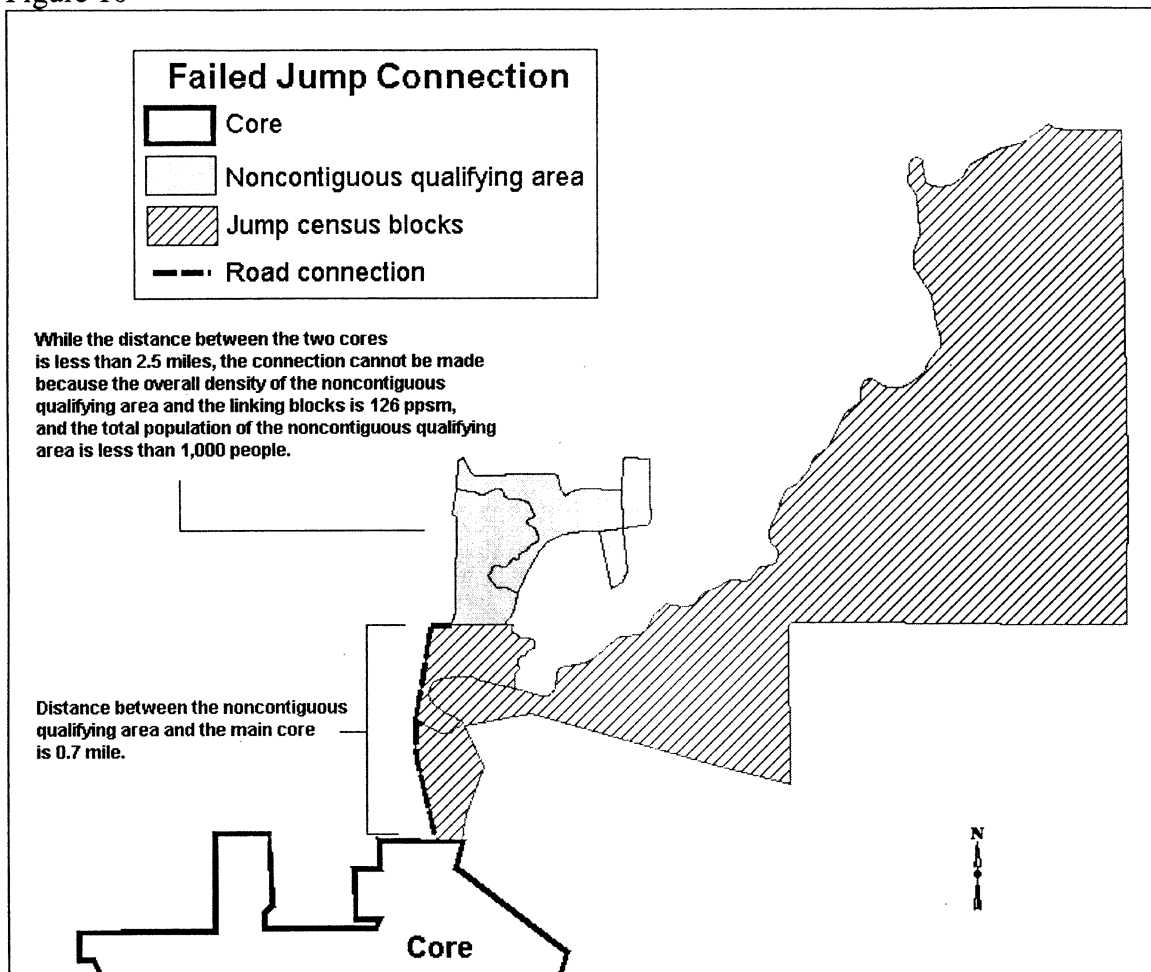 Figure 10
Failed Jump Connection
Core
Noncontiguous qualifying area
Jump census blocks
Road connection
While the distance between the two cores
is less than 2.5 miles, the connection cannot be made
because the overall density of the noncontiguous
qualifying area and the linking blocks is 126 ppsm,
and the total population of the noncontiguous qualifying
area is less than 1,000 people.
Distance between the noncontiguous
qualifying area and the main core
is 0.7 mile.
N
Core